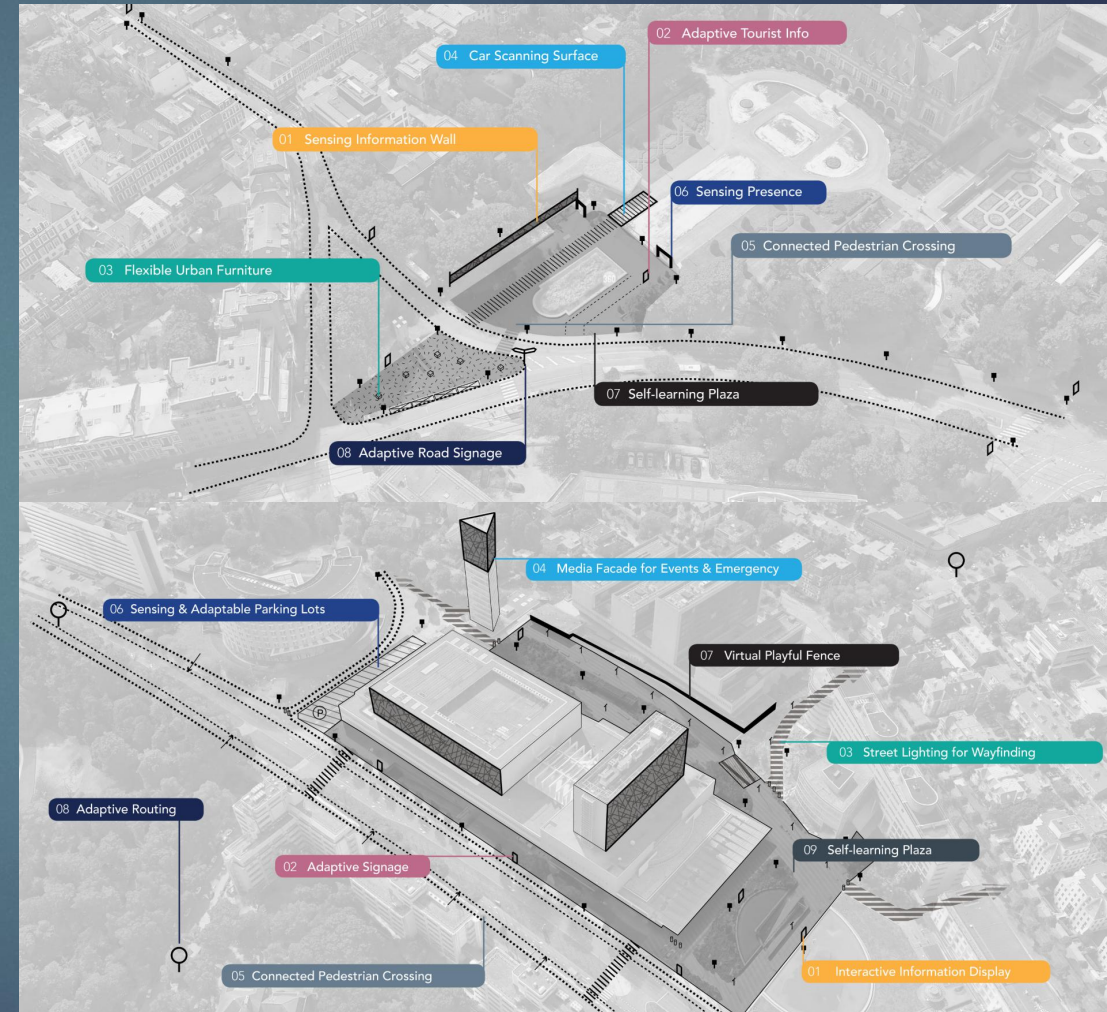 02 Adaptive Tourist Info
04 Car Scanning Surface
01 Sensing Information Wall
06 Sensing Presence
05 Connected Pedestrian Crossing
03 Flexible Urban Furniture
07 Self-learning Plaza
08 Adaptive Road Signage
04 Media Facade for Events & Emergency
06 Sensing & Adaptable Parking Lots
07 Virtual Playful Fence
P
03 Street Lighting for Wayfinding
08 Adaptive Routing
09 Self-learning Plaza
02 Adaptive Signage
05 Connected Pedestrian Crossing
01 Interactive Information Display